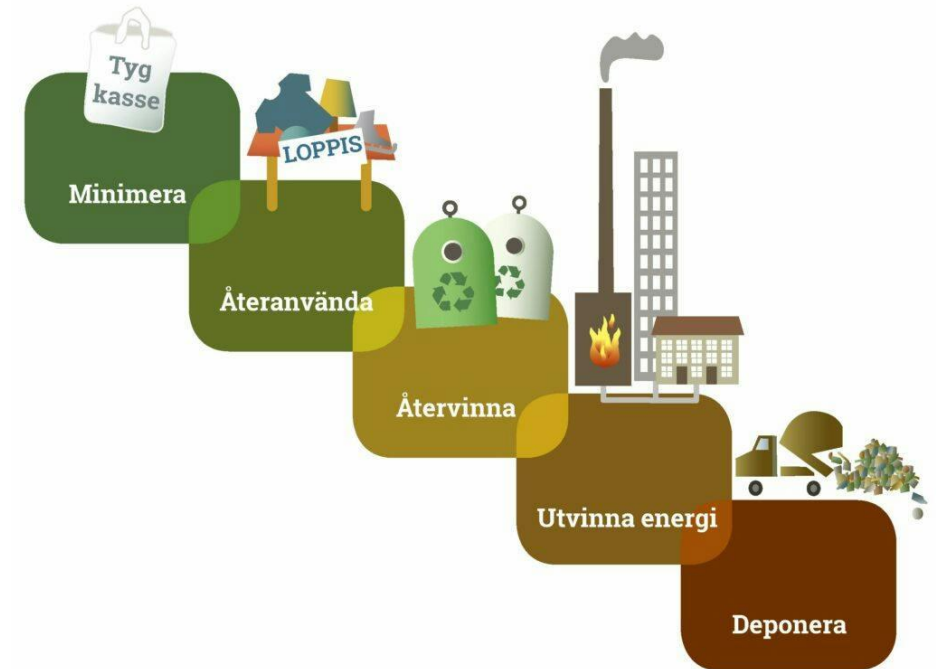 Tyg
kasse
Minimera
LOPPIS
Återanvända
Återvinna
Utvinna energi
Deponera